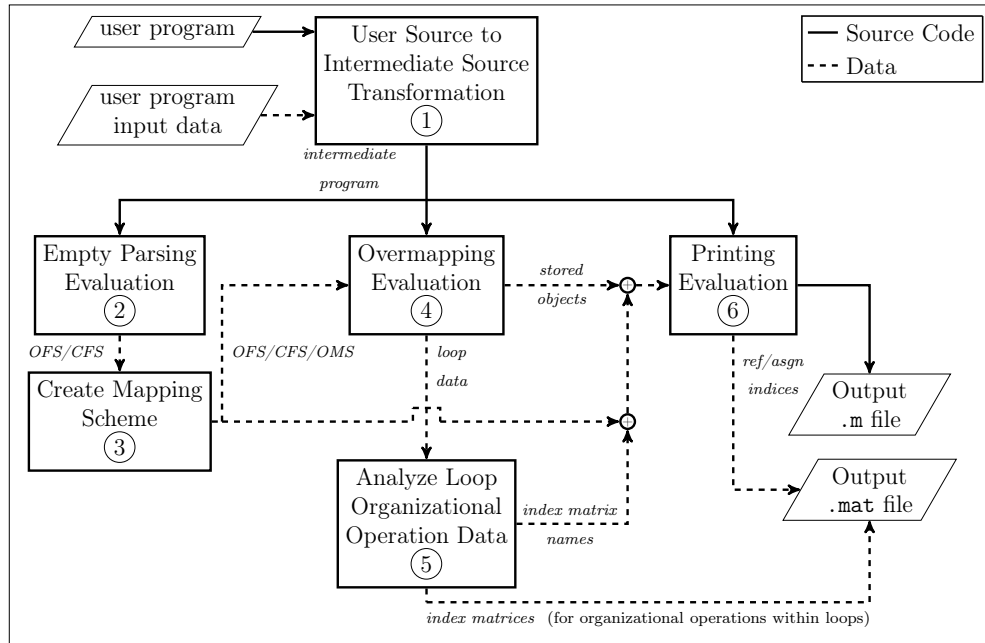 user program
User Source to
Intermediate Source
Transformation
1
Source Code
Data
user program
input data
intermediate
program
Empty Parsing
Evaluation
2
Overmapping
Evaluation
4
stored
objects
Printing
Evaluation
6
OFS/CFS
OFS/CFS/OMS
loop
data
ref/asgn
indices
Create Mapping
Scheme
3
Output
.m file
Analyze Loop
Organizational
Operation Data
5
index matrix
names
Output
.mat file
index matrices (for organizational operations within loops)